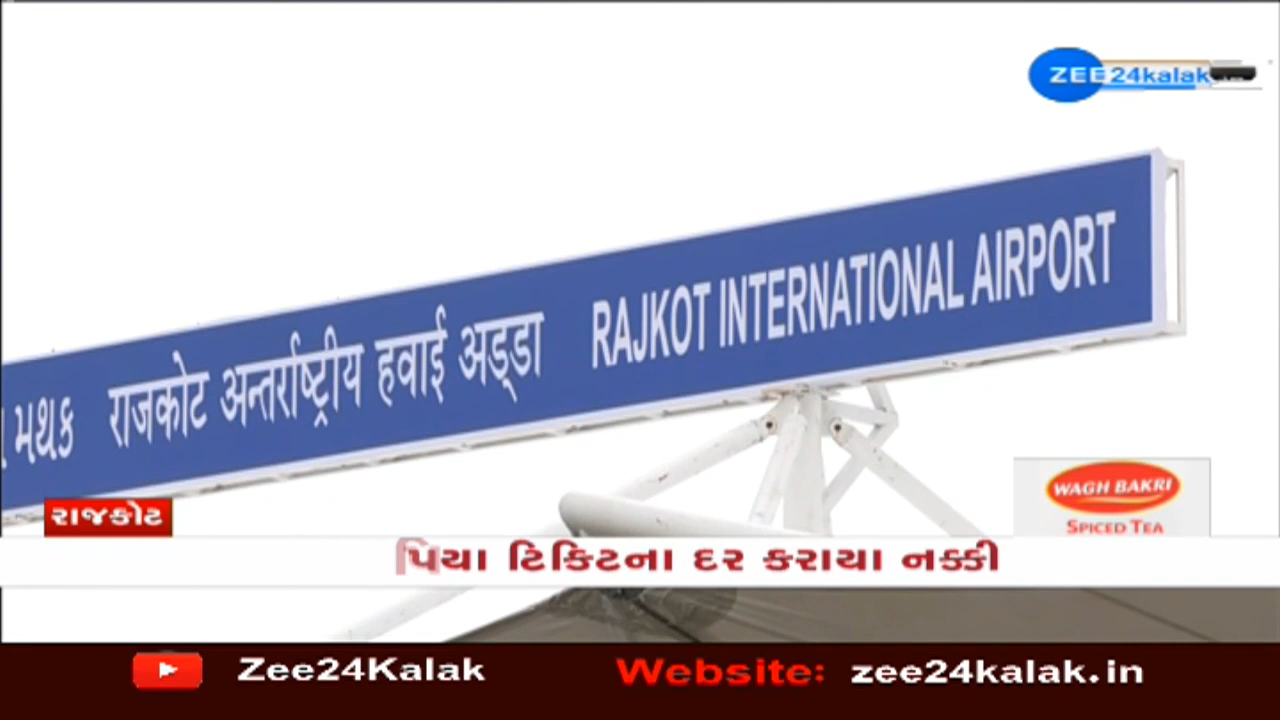 ZEE24kalak
મથક राजकोट अन्तर्राष्ट्रीय हवाई अड्डा RAJKOT INTERNATIONAL AIRPORT
WAGH BAKRI
SPICED TEA
રાજકોટ
પિયા ટિકિટના દર કરાયા નક્કી
Zee24Kalak Website: zee24kalak.in